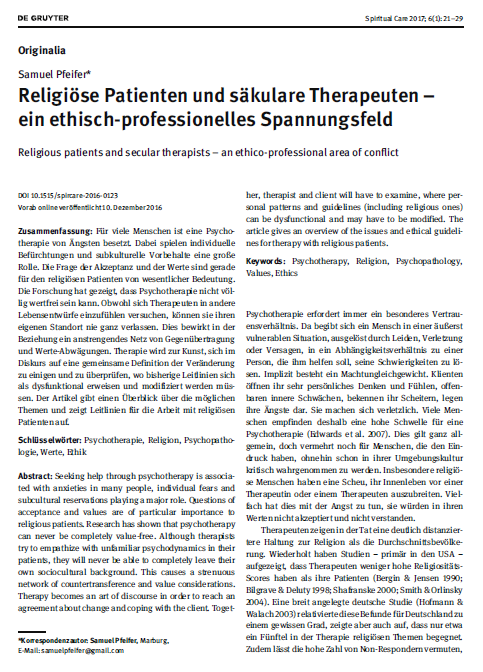 DE GRUYTER
Spiritual Care 2017; 6(1): 21–29
Originalia
Samuel Pfeifer*
Religiöse Patienten und säkulare Therapeuten –
ein ethisch-professionelles Spannungsfeld
Religious patients and secular therapists – an ethico-professional area of conflict
DOI 10.1515/spircare-2016-0123
Vorab online veröffentlicht 10. Dezember 2016
Zusammenfassung: Für viele Menschen ist eine Psycho-
therapie von Ängsten besetzt. Dabei spielen individuelle
Befürchtungen und subkulturelle Vorbehalte eine große
Rolle. Die Frage der Akzeptanz und der Werte sind gerade
für den religiösen Patienten von wesentlicher Bedeutung.
Die Forschung hat gezeigt, dass Psychotherapie nicht völ-
lig wertfrei sein kann. Obwohl sich Therapeuten in andere
Lebensentwürfe einzufühlen versuchen, können sie ihren
eigenen Standort nie ganz verlassen. Dies bewirkt in der
Beziehung ein anstrengendes Netz von Gegenübertragung
und Werte-Abwägungen. Therapie wird zur Kunst, sich im
Diskurs auf eine gemeinsame Definition der Veränderung
zu einigen und zu überprüfen, wo bisherige Leitlinien sich
als dysfunktional erweisen und modifiziert werden müs-
sen. Der Artikel gibt einen Überblick über die möglichen
Themen und zeigt Leitlinien für die Arbeit mit religiösen
Patienten auf.
Schlüsselwörter: Psychotherapie, Religion, Psychopatho-
logie, Werte, Ethik
Abstract: Seeking help through psychotherapy is associa-
ted with anxieties in many people, individual fears and
subcultural reservations playing a major role. Questions of
acceptance and values are of particular importance to
religious patients. Research has shown that psychotherapy
can never be completely value-free. Although therapists
try to empathize with unfamiliar psychodynamics in their
patients, they will never be able to completely leave their
own sociocultural background. This causes a strenuous
network of countertransference and value considerations.
Therapy becomes an art of discourse in order to reach an
agreement about change and coping with the client. Toget-
*Korrespondenzautor: Samuel Pfeifer, Marburg,
E-Mail: samuelpfeifer@gmail.com
her, therapist and client will have to examine, where per-
sonal patterns and guidelines (including religious ones)
can be dysfunctional and may have to be modified. The
article gives an overview of the issues and ethical guideli-
nes for therapy with religious patients.
Keywords: Psychotherapy, Religion, Psychopathology,
Values, Ethics
Psychotherapie erfordert immer ein besonderes Vertrau-
ensverhältnis. Da begibt sich ein Mensch in einer äußerst
vulnerablen Situation, ausgelöst durch Leiden, Verletzung
oder Versagen, in ein Abhängigkeitsverhältnis zu einer
Person, die ihm helfen soll, seine Schwierigkeiten zu lö-
sen. Implizit besteht ein Machtungleichgewicht. Klienten
öffnen ihr sehr persönliches Denken und Fühlen, offen-
baren innere Schwächen, bekennen ihr Scheitern, legen
ihre Ängste dar. Sie machen sich verletzlich. Viele Men-
schen empfinden deshalb eine hohe Schwelle für eine
Psychotherapie (Edwards et al. 2007). Dies gilt ganz all-
gemein, doch vermehrt noch für Menschen, die den Ein-
druck haben, ohnehin schon in ihrer Umgebungskultur
kritisch wahrgenommen zu werden. Insbesondere religiö-
se Menschen haben eine Scheu, ihr Innenleben vor einer
Therapeutin oder einem Therapeuten auszubreiten. Viel-
fach hat dies mit der Angst zu tun, sie würden in ihren
Werten nicht akzeptiert und nicht verstanden.
Therapeuten zeigen in der Tat eine deutlich distanzier-
tere Haltung zur Religion als die Durchschnittsbevölke-
rung. Wiederholt haben Studien – primär in den USA –
aufgezeigt, dass Therapeuten weniger hohe Religiositäts-
Scores haben als ihre Patienten (Bergin & Jensen 1990;
Bilgrave & Deluty 1998; Shafranske 2000; Smith & Orlinsky
2004). Eine breit angelegte deutsche Studie (Hofmann &
Walach 2003) relativierte diese Befunde für Deutschland zu
einem gewissen Grad, zeigte aber auch auf, dass nur etwa
ein Fünftel in der Therapie religiösen Themen begegnet.
Zudem lässt die hohe Zahl von Non-Respondern vermuten,